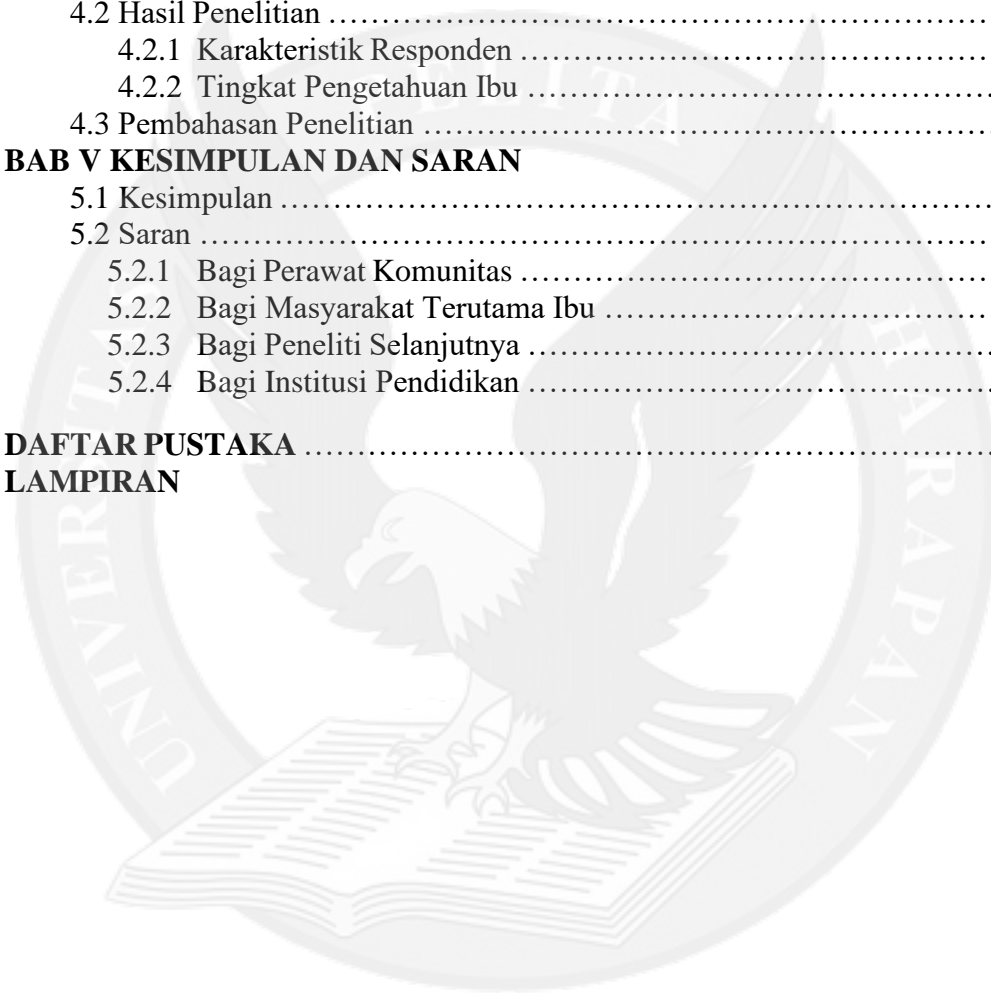 4.2 Hasil Penelitian ……………………………………………………
4.2.1 Karakteristik Responden ……………………………………
4.2.2 Tingkat Pengetahuan Ibu ……………………………………
4.3 Pembahasan Penelitian ………………………………………………
BAB V KESIMPULAN DAN SARAN
5.1 Kesimpulan ……………………………………………………………
5.2 Saran ……………………………………………………………………
5.2.1 Bagi Perawat Komunitas ……………………………………
5.2.2 Bagi Masyarakat Terutama Ibu ……………………………
5.2.3 Bagi Peneliti Selanjutnya ……………………………………
5.2.4 Bagi Institusi Pendidikan ……………………………………
DAFTAR PUSTAKA …………………………………………………………
LAMPIRAN
UNIVERSITAS PELITA HARAPAN